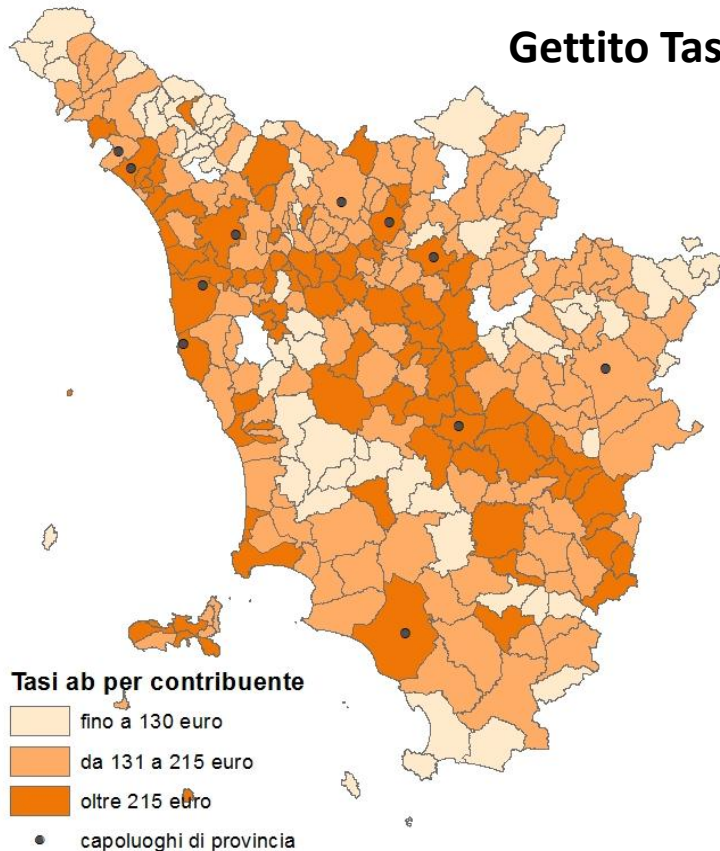 Gettito Tas
Tasi ab per contribuente
fino a 130 euro
da 131 a 215 euro
oltre 215 euro
capoluoghi di provincia